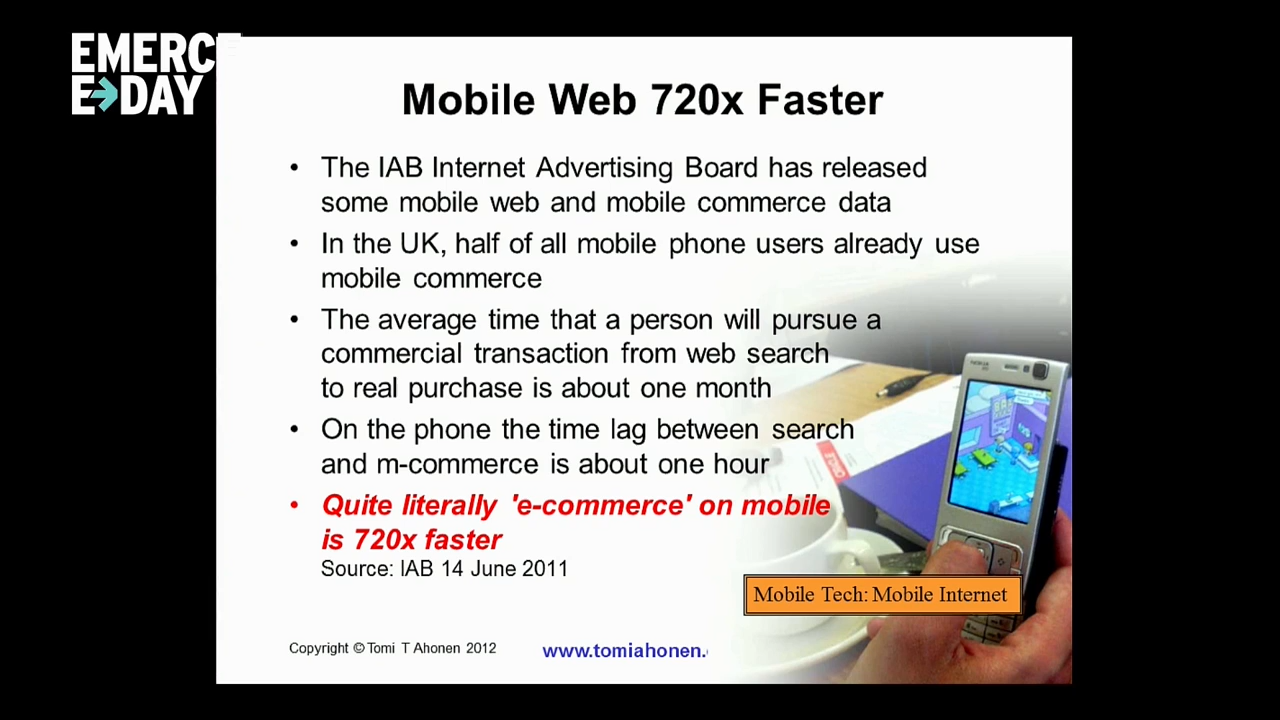 EMERCE
E→DAY
Mobile Web 720x Faster
• The IAB Internet Advertising Board has released
some mobile web and mobile commerce data
• In the UK, half of all mobile phone users already use
mobile commerce
• The average time that a person will pursue a
commercial transaction from web search
to real purchase is about one month
• On the phone the time lag between search
and m-commerce is about one hour
• Quite literally 'e-commerce' on mobile
is 720x faster
Source: IAB 14 June 2011
Mobile Tech: Mobile Internet
Copyright © Tomi T Ahonen 2012
www.tomiahonen.
NOKIA
ORACLE